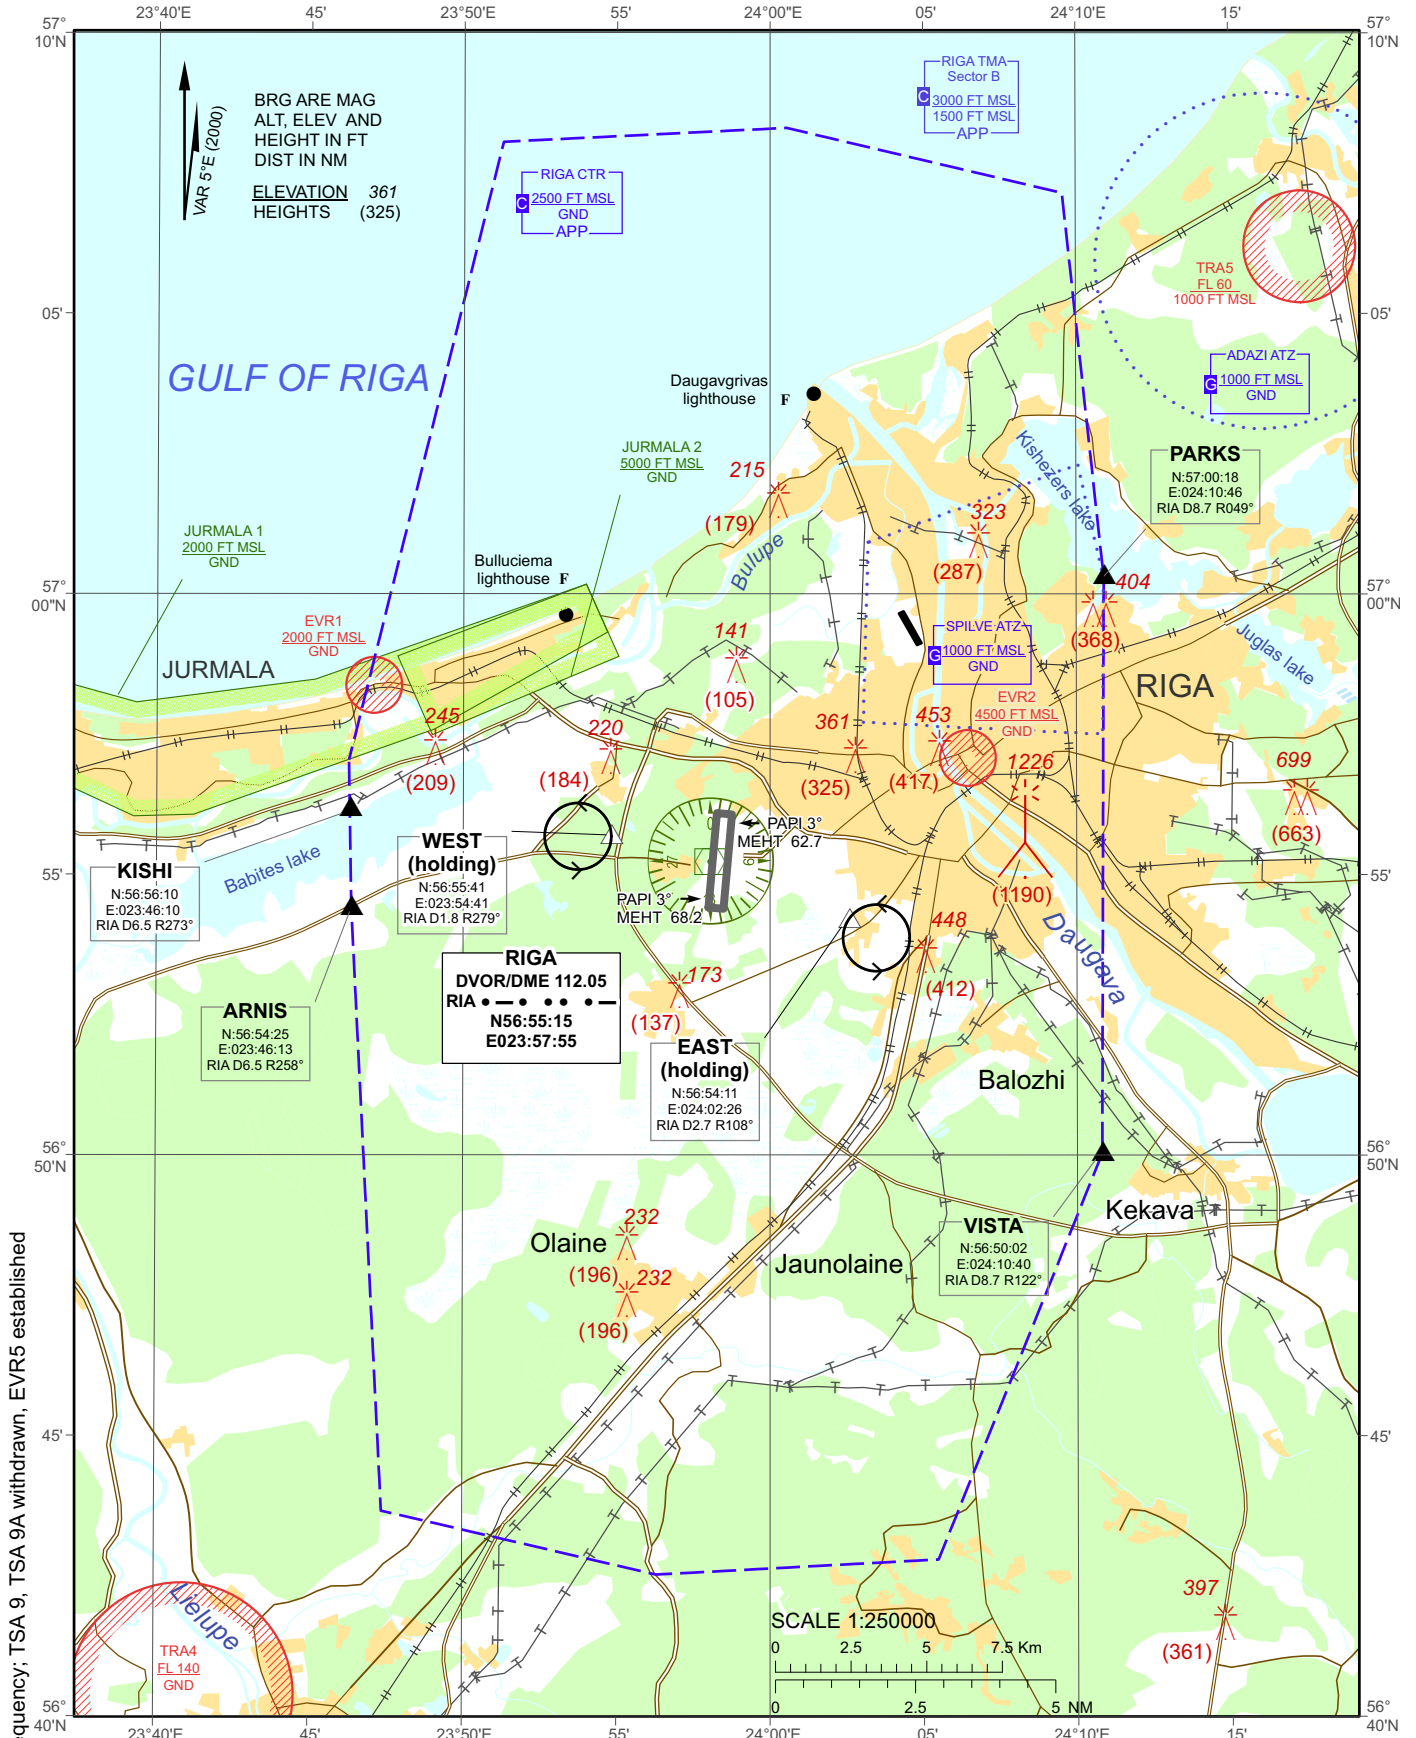 23°40'E
45'
23°50'E
55'
24°00'E
05'
24°10'E
15'
57°
10'N
57°
10'N
VAR 5°E (2000)
BRG ARE MAG
ALT, ELEV AND
HEIGHT IN FT
DIST IN NM
ELEVATION 361
HEIGHTS (325)
RIGA TMA
Sector B
C
3000 FT MSL
1500 FT MSL
APP
RIGA CTR
C
2500 FT MSL
GND
APP
TRA5
FL 60
1000 FT MSL
05'
05'
GULF OF RIGA
ADAZI ATZ
G
1000 FT MSL
GND
Daugavgrivas
lighthouse F
JURMALA 2
5000 FT MSL
GND
215
(179)
Kishezers lake
PARKS
N:57:00:18
E:024:10:46
RIA D8.7 R049°
JURMALA 1
2000 FT MSL
GND
Bulluciema
lighthouse F
Bulupe
323
(287)
404
(368)
57°
00"N
57°
00"N
EVR1
2000 FT MSL
GND
JURMALA
141
(105)
SPILVE ATZ
G
1000 FT MSL
GND
Juglas lake
RIGA
EVR2
4500 FT MSL
GND
245
(209)
220
(184)
361
(325)
453
(417)
1226
(1190)
699
(663)
PAPI 3°
MEHT 62.7
PAPI 3°
MEHT 68.2
WEST
(holding)
N:56:55:41
E:023:54:41
RIA D1.8 R279°
KISHI
N:56:56:10
E:023:46:10
RIA D6.5 R273°
Babites lake
55'
55'
448
(412)
Daugava
RIGA
DVOR/DME 112.05
RIA
N56:55:15
E023:57:55
173
(137)
ARNIS
N:56:54:25
E:023:46:13
RIA D6.5 R258°
EAST
(holding)
N:56:54:11
E:024:02:26
RIA D2.7 R108°
Balozhi
56°
50'N
56°
50'N
Kekava
VISTA
N:56:50:02
E:024:10:40
RIA D8.7 R122°
232
Olaine
(196)
232
(196)
Jaunolaine
45'
45'
equency; TSA 9, TSA 9A withdrawn, EVR5 established
Lielupe
TRA4
FL 140
GND
397
(361)
SCALE 1:250000
0 2.5 5 7.5 Km
0 2.5 5 NM
56°
40'N
56°
40'N
23°40'E
45'
23°50'E
55'
24°00'E
05'
24°10'E
15'